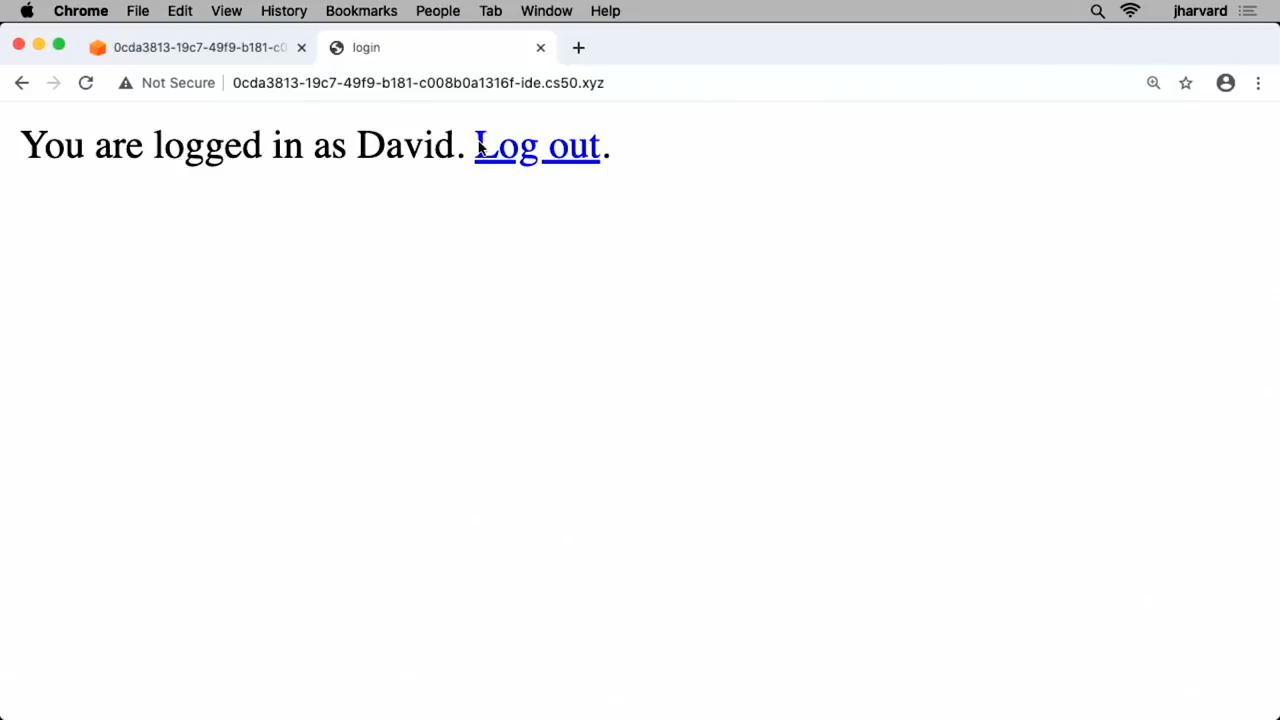 Chrome File Edit View History Bookmarks People Tab Window Help jharvard
0cda3813-19c7-49f9-b181-c0 login
Not Secure 0cda3813-19c7-49f9-b181-c008b0a1316f-ide.cs50.xyz
You are logged in as David. Log out.